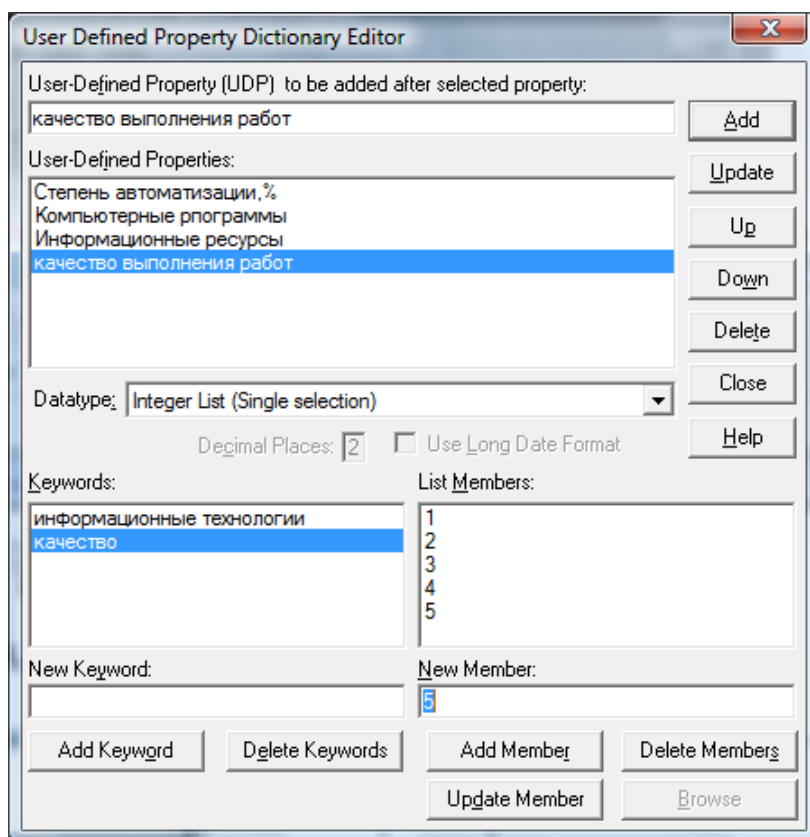 User Defined Property Dictionary Editor
User-Defined Property (UDP) to be added after selected property:
качество выполнения работ
Add
User-Defined Properties:
Update
Степень автоматизации,%
Компьютерные рпограммы
Информационные ресурсы
качество выполнения работ
Up
Down
Delete
Close
Datatype: Integer List (Single selection)
Decimal Places: 2 Use Long Date Format
Help
Keywords:
информационные технологии
качество
List Members:
1
2
3
4
5
New Keyword:
New Member:
5
Add Keyword Delete Keywords Add Member Delete Members
Update Member Browse